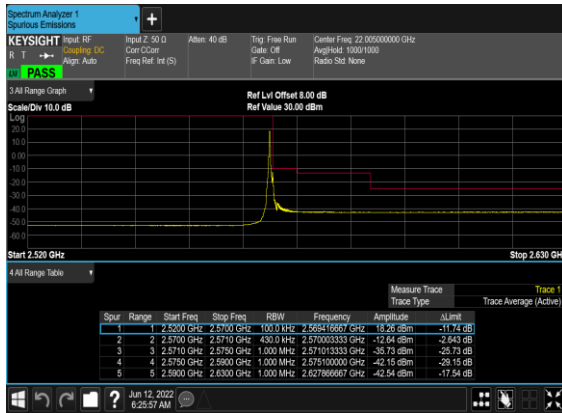 Spectrum Analyzer 1
Spurious Emissions
KEYSIGHT Input: RF Input Z: 50 Ω Atten: 40 dB Trig: Free Run Center Freq: 22.005000000 GHz
R T Coupling: DC Corr CCorr Gate: Off Avg|Hold: 1000/1000
Align: Auto Freq Ref: Int (S) IF Gain: Low Radio Std: None
PASS
3 All Range Graph
Ref Lvl Offset 8.00 dB
Scale/Div 10.0 dB Ref Value 30.00 dBm
Log
20.0
10.0
0.00
-10.0
-20.0
-30.0
-40.0
-50.0
-60.0
Start 2.520 GHz Stop 2.630 GH
4 All Range Table
Measure Trace Trace 1
Trace Type Trace Average (Active)
Spur Range Start Freq Stop Freq RBW Frequency Amplitude ΔLimit
1 1 2.5200 GHz 2.5700 GHz 100.0 kHz 2.569416667 GHz 18.26 dBm -11.74 dB
2 2 2.5700 GHz 2.5710 GHz 430.0 kHz 2.570003333 GHz -12.64 dBm -2.643 dB
3 3 2.5710 GHz 2.5750 GHz 1.000 MHz 2.571013333 GHz -35.73 dBm -25.73 dB
4 4 2.5750 GHz 2.5900 GHz 1.000 MHz 2.575100000 GHz -42.15 dBm -29.15 dB
5 5 2.5900 GHz 2.6300 GHz 1.000 MHz 2.627866667 GHz -42.54 dBm -17.54 dB
Jun 12, 2022
6:25:57 AM